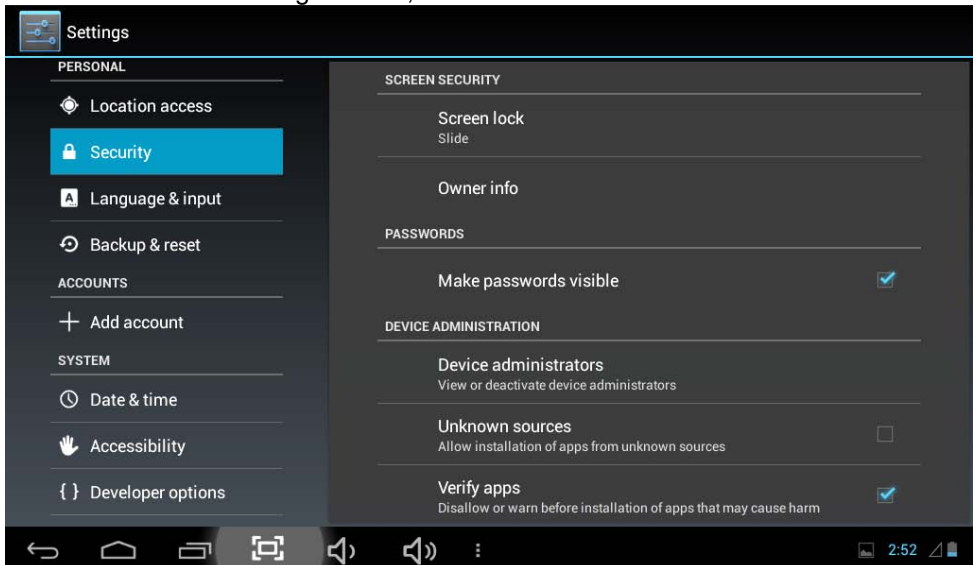 Settings
PERSONAL
Location access
Security
Language & input
Backup & reset
ACCOUNTS
Add account
SYSTEM
Date & time
Accessibility
{ } Developer options
SCREEN SECURITY
Screen lock
Slide
Owner info
PASSWORDS
Make passwords visible
DEVICE ADMINISTRATION
Device administrators
View or deactivate device administrators
Unknown sources
Allow installation of apps from unknown sources
Verify apps
Disallow or warn before installation of apps that may cause harm
2:52